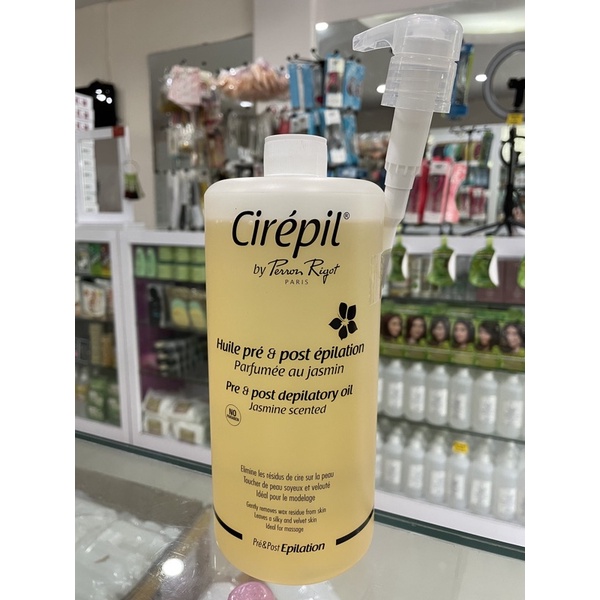 Cirépil®
by Perron Rigot
PARIS
Huile pré & post épilation
Parfumée au jasmin
Pre & post depilatory oil
Jasmine scented
NO
Elimine les résidus de cire sur la peau
Toucher de peau soyeux et velouté
Idéal pour le modelage
Gently removes wax residue from skin
Leaves a silky and velvet skin
Ideal for massage
Pré&Post Epilation